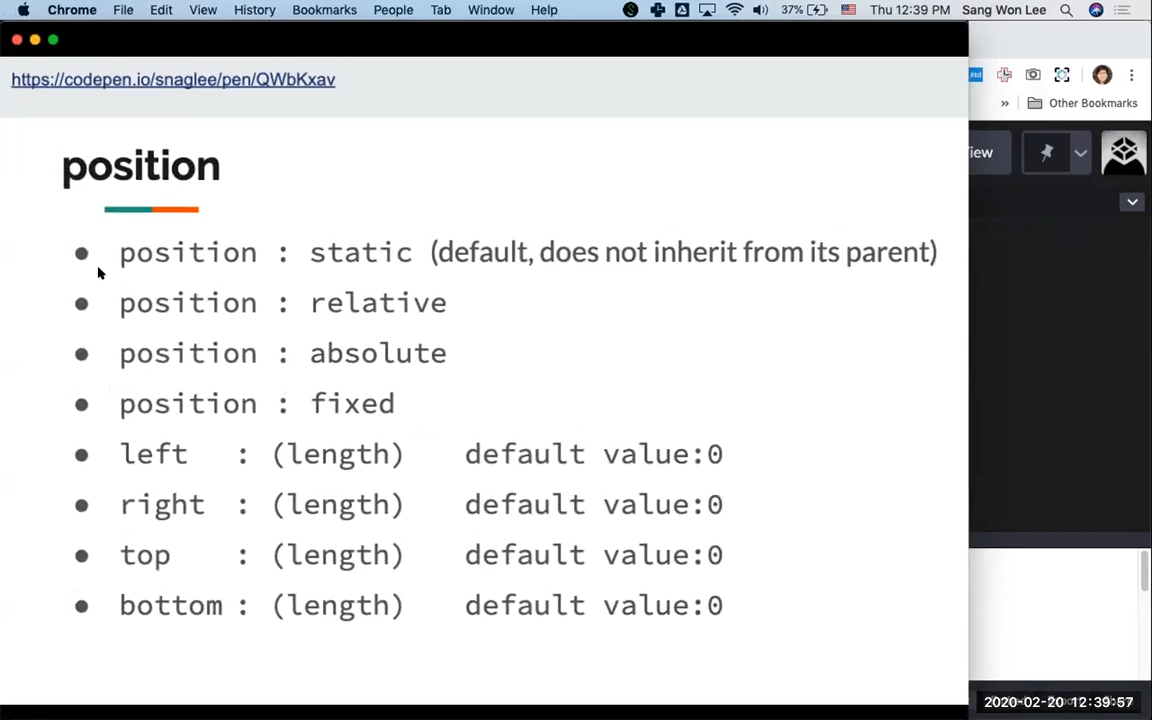 Chrome File Edit View History Bookmarks People Tab Window Help 37% Thu 12:39 PM Sang Won Lee
https://codepen.io/snaglee/pen/QWbKxav
» Other Bookmarks
iew
position
● position : static (default, does not inherit from its parent)
● position : relative
● position : absolute
● position : fixed
● left : (length) default value:0
● right : (length) default value:0
● top : (length) default value:0
● bottom : (length) default value:0
2020-02-20 12:39:57